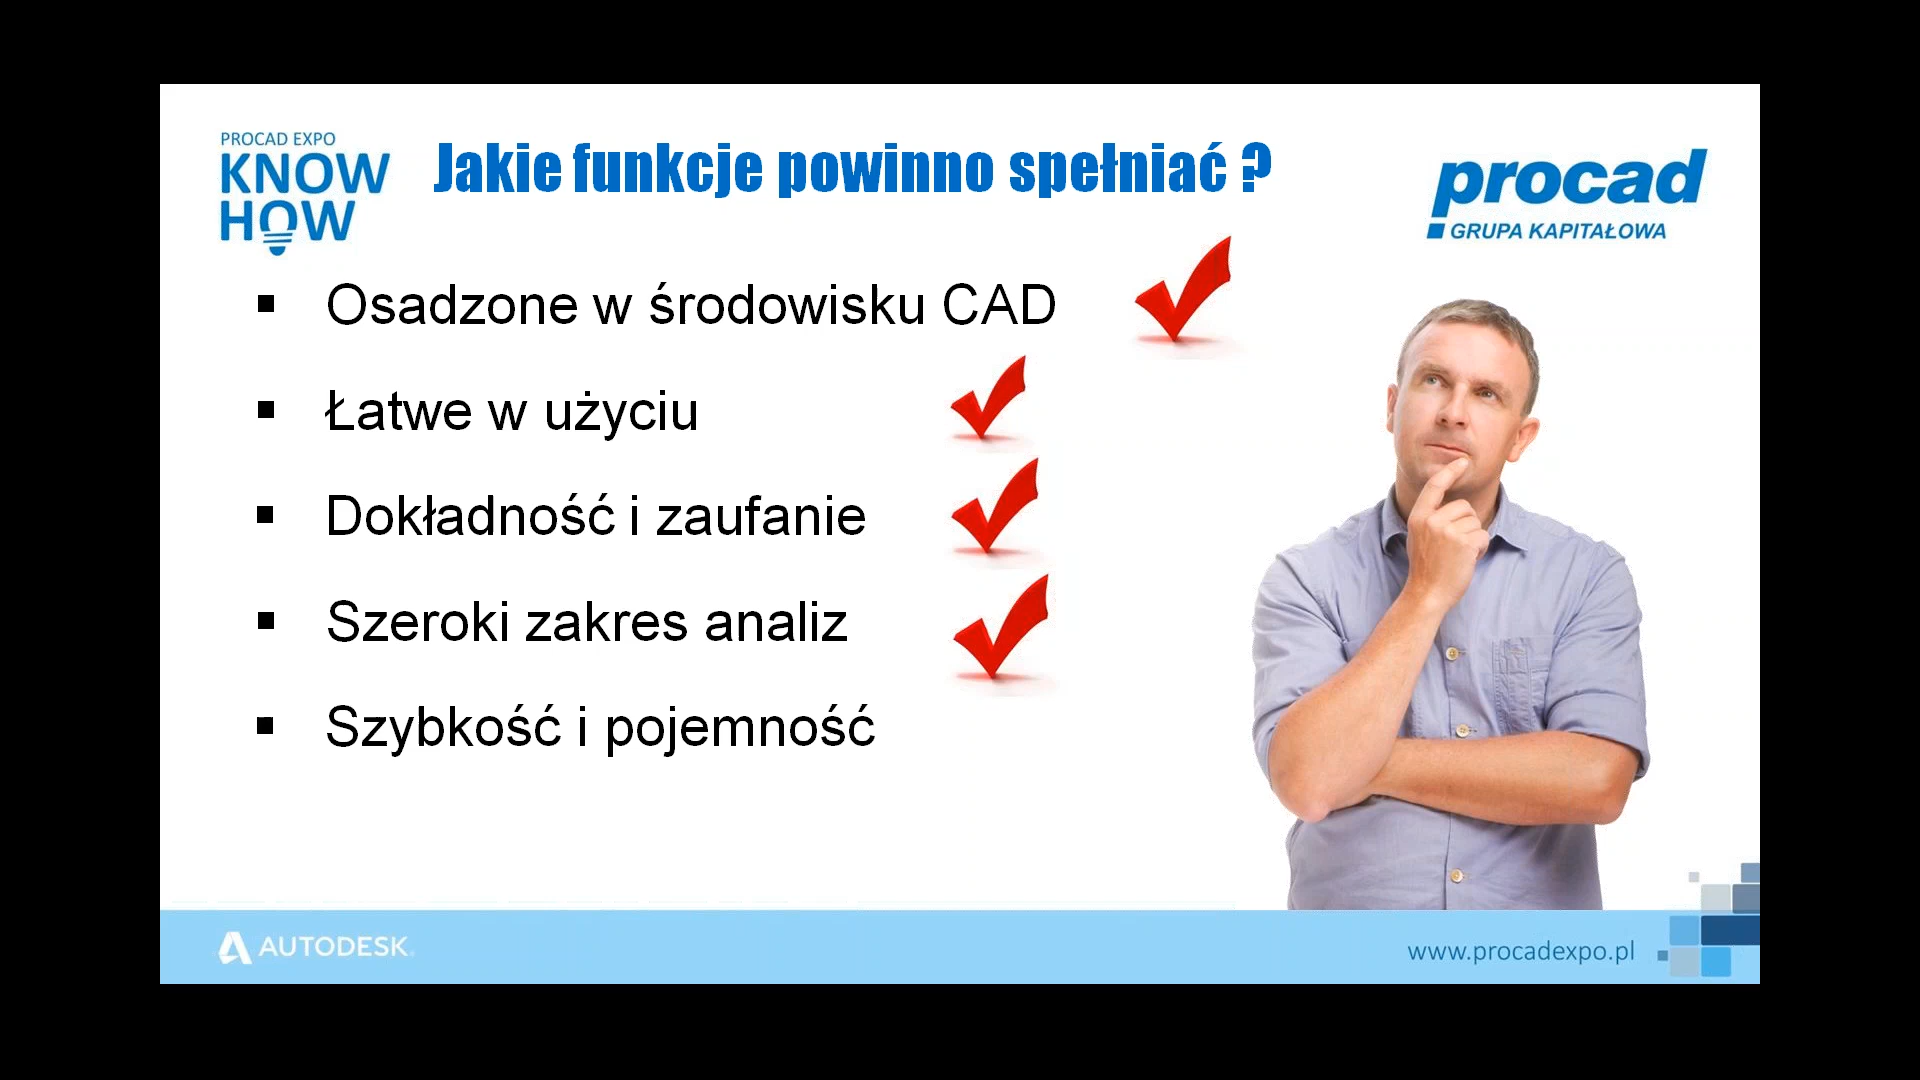 PROCAD EXPO
KNOW
HOW
Jakie funkcje powinno spełniać ?
procad
GRUPA KAPITAŁOWA
▪ Osadzone w środowisku CAD
▪ Łatwe w użyciu
▪ Dokładność i zaufanie
▪ Szeroki zakres analiz
▪ Szybkość i pojemność
AUTODESK
www.procadexpo.pl